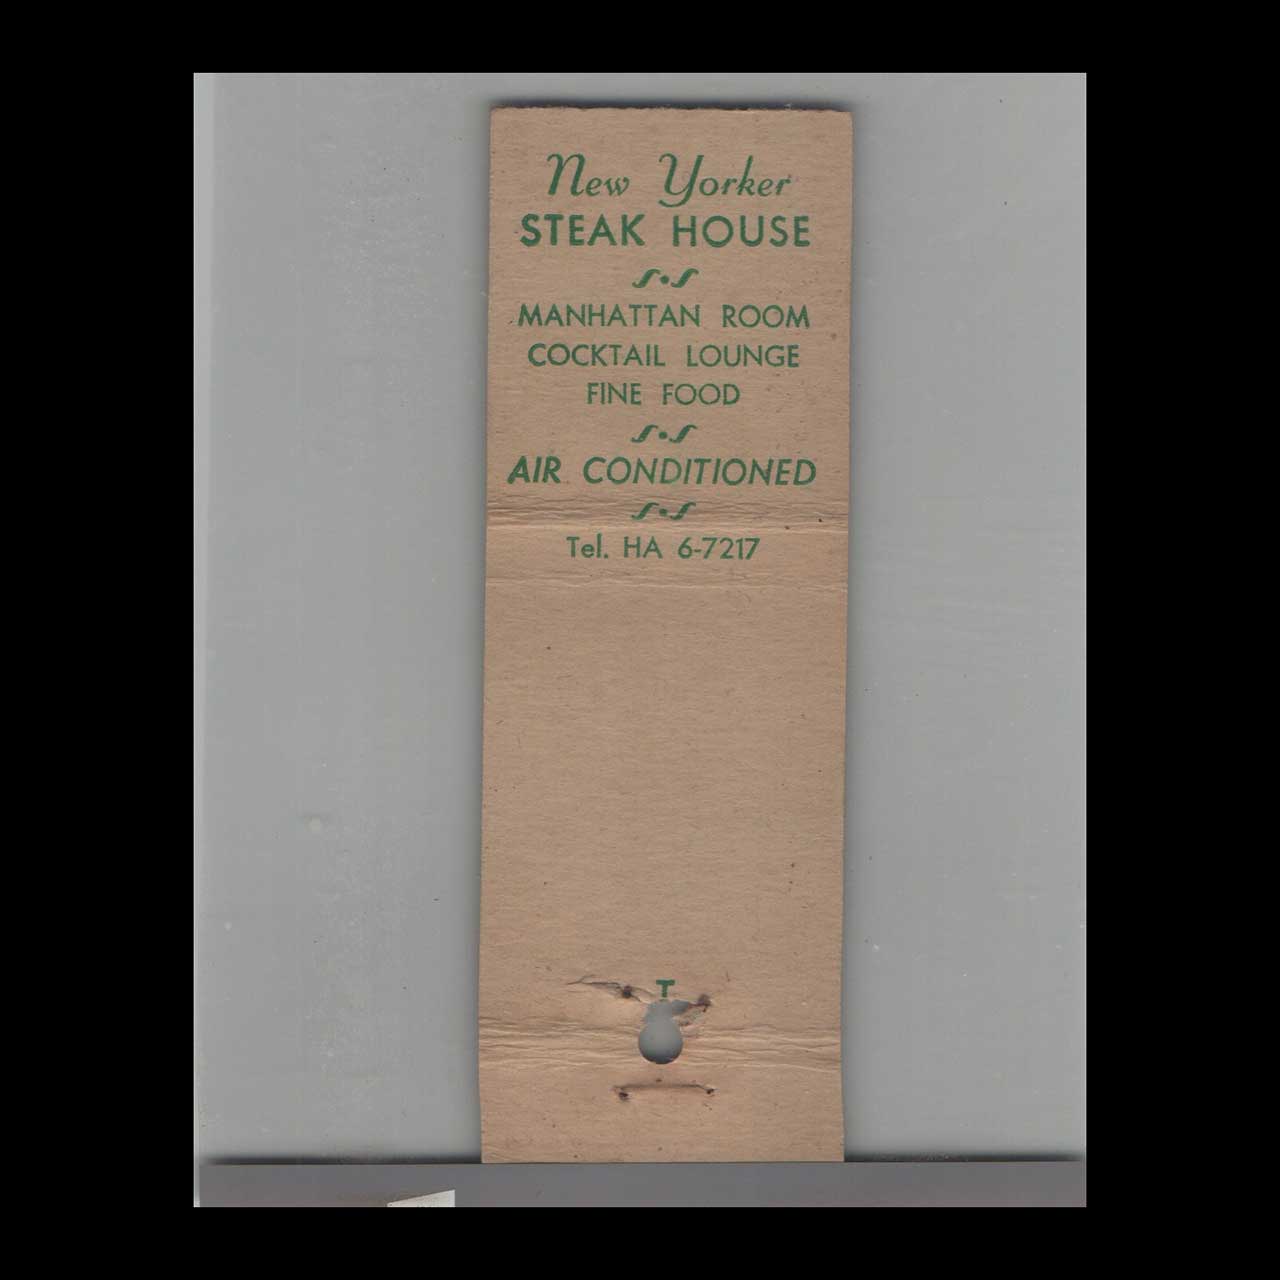 New Yorker
STEAK HOUSE
MANHATTAN ROOM
COCKTAIL LOUNGE
FINE FOOD
AIR CONDITIONED
Tel. HA 6-7217
T